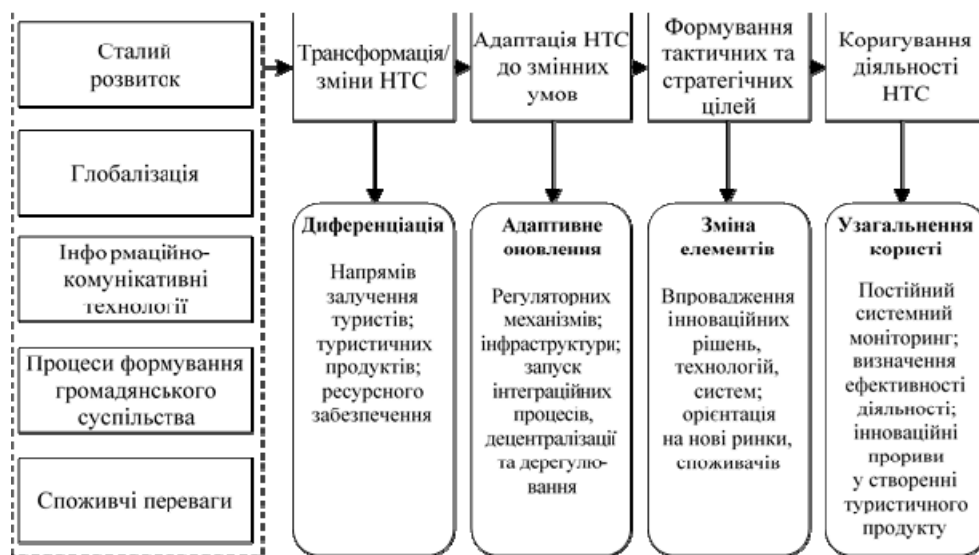 Сталий
розвиток
Глобалізація
Інформаційно-
комунікативні
технології
Процеси формування
громадянського
суспільства
Споживчі переваги
Трансформація/
зміни НТС
Адаптація НТС
до змінних
умов
Формування
тактичних та
стратегічних
цілей
Коригування
діяльності
НТС
Диференціація
Напрямів
залучення
туристів;
туристичних
продуктів;
ресурсного
забезпечення
Адаптивне
оновлення
Регуляторних
механізмів;
інфраструктури;
запуск
інтеграційних
процесів,
децентралізації
та дерегулю-
вання
Зміна
елементів
Впровадження
інноваційних
рішень,
технологій,
систем;
орієнтація
на нові ринки,
споживачів
Узагальнення
користі
Постійний
системний
моніторинг;
визначення
ефективності
діяльності;
інноваційні
прориви
у створенні
туристичного
продукту